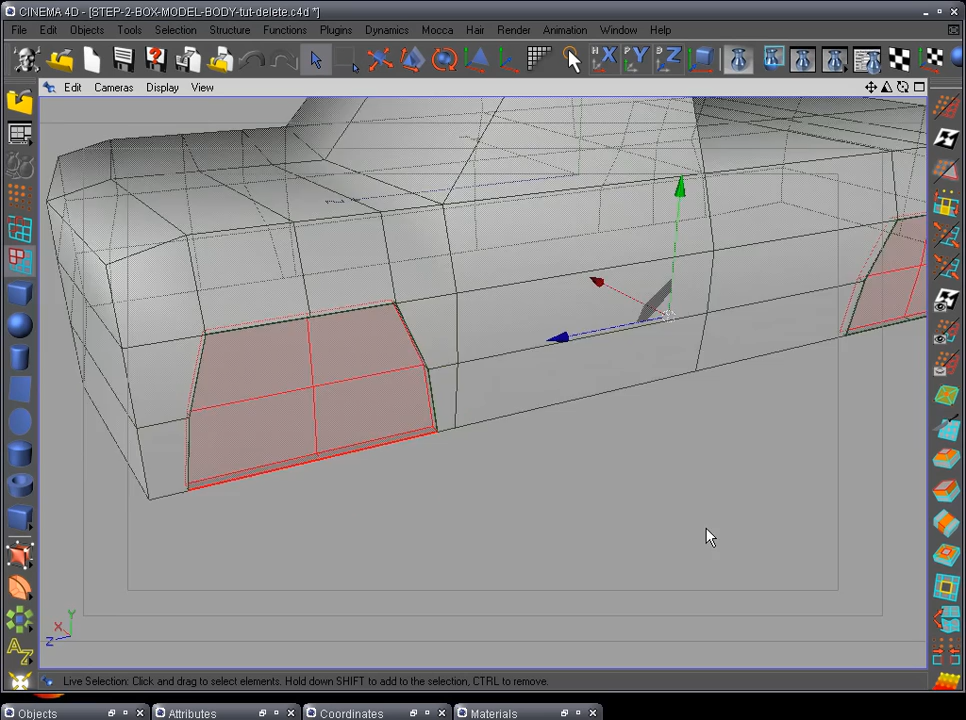 CINEMA 4D - [STEP-2-BOX-MODEL-BODY-tut-delete.c4d *]
File Edit Objects Tools Selection Structure Functions Plugins Dynamics Mocca Hair Render Animation Window Help
X Y Z
Edit Cameras Display View
Y
X
Z
Live Selection: Click and drag to select elements. Hold down SHIFT to add to the selection, CTRL to remove.
Objects Attributes Coordinates Materials